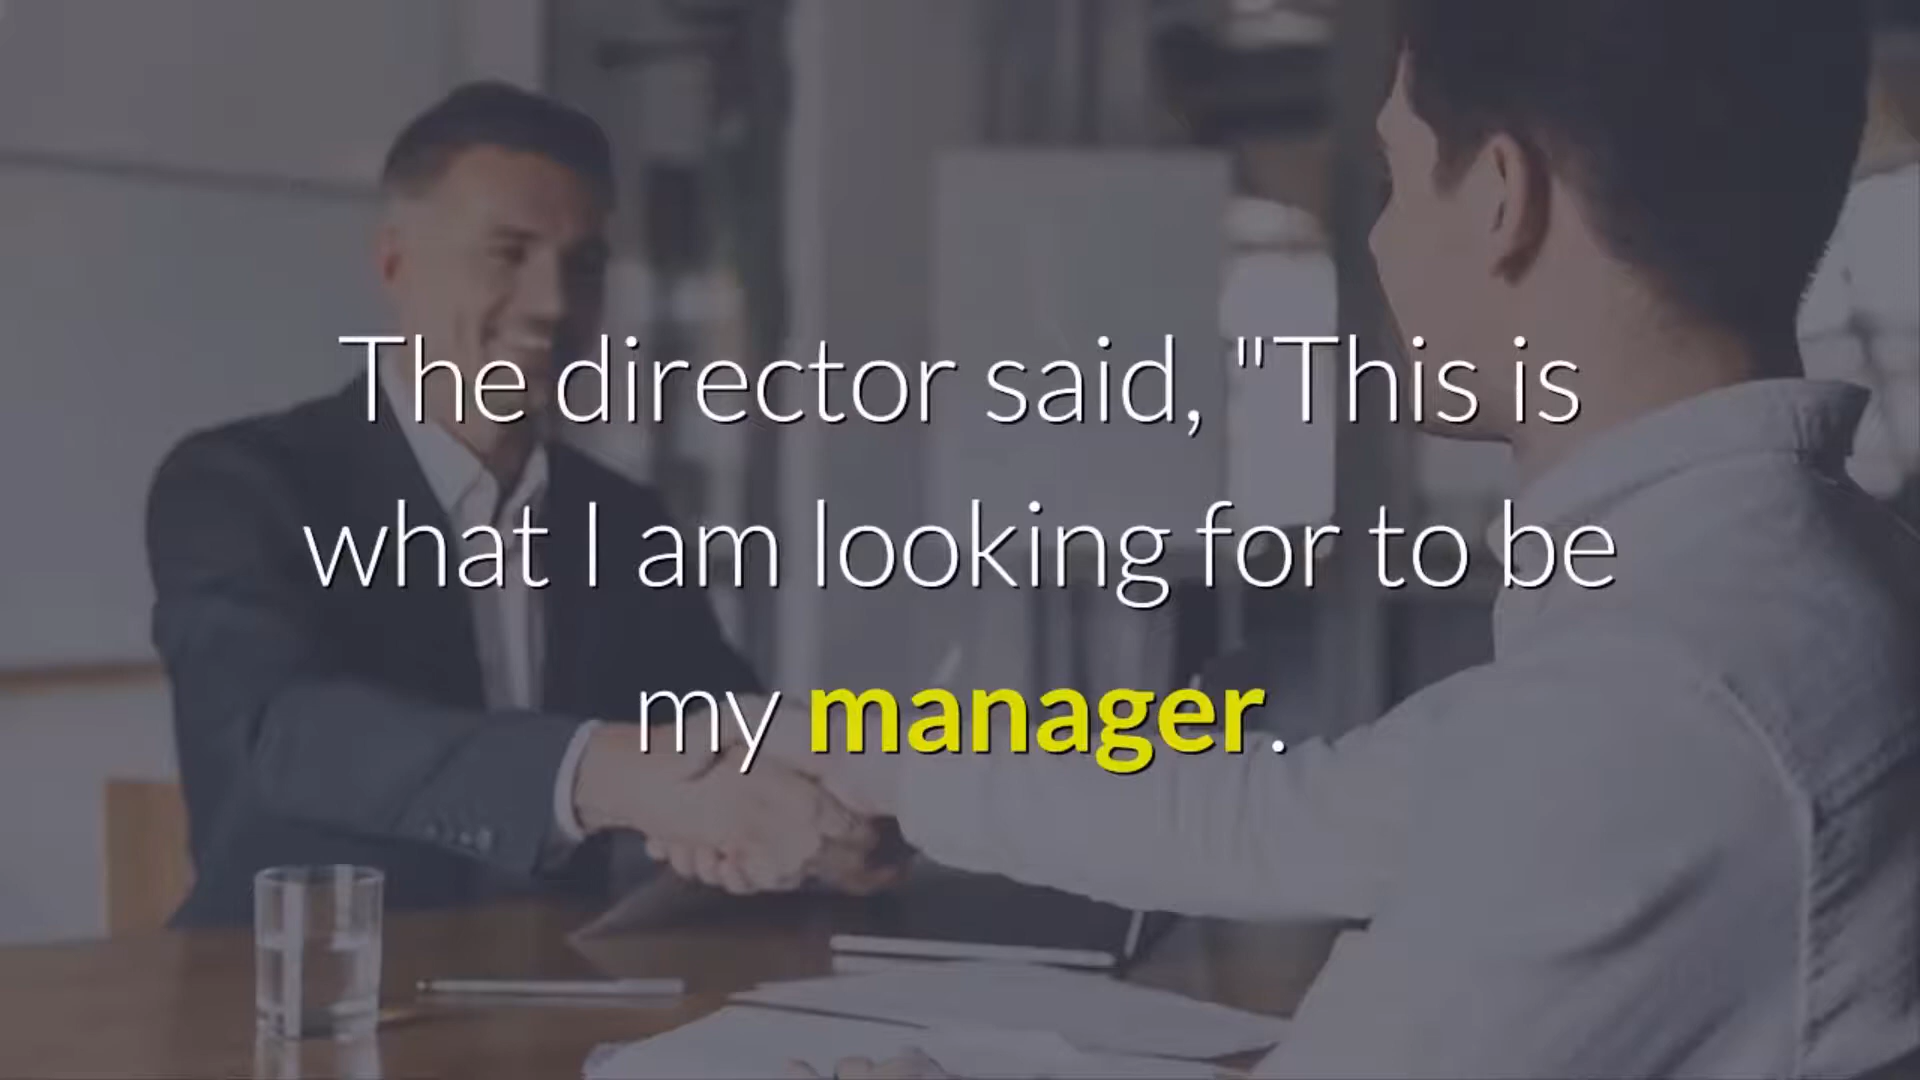 The director said, "This is
what I am looking for to be
my manager.